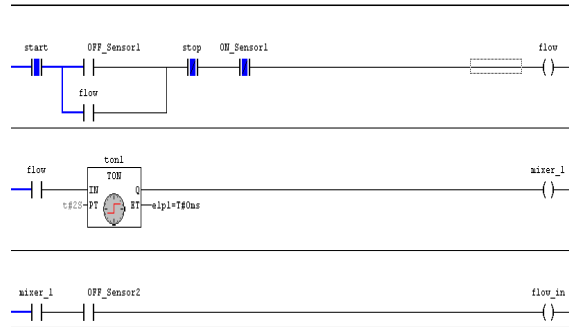 start OFF_Sensor1 stop ON_Sensor1 flow
flow
ton1
flow TON mixer_1
IN Q
t#2S PT ET elp1=T#0ms
mixer_1 OFF_Sensor2 flow_in